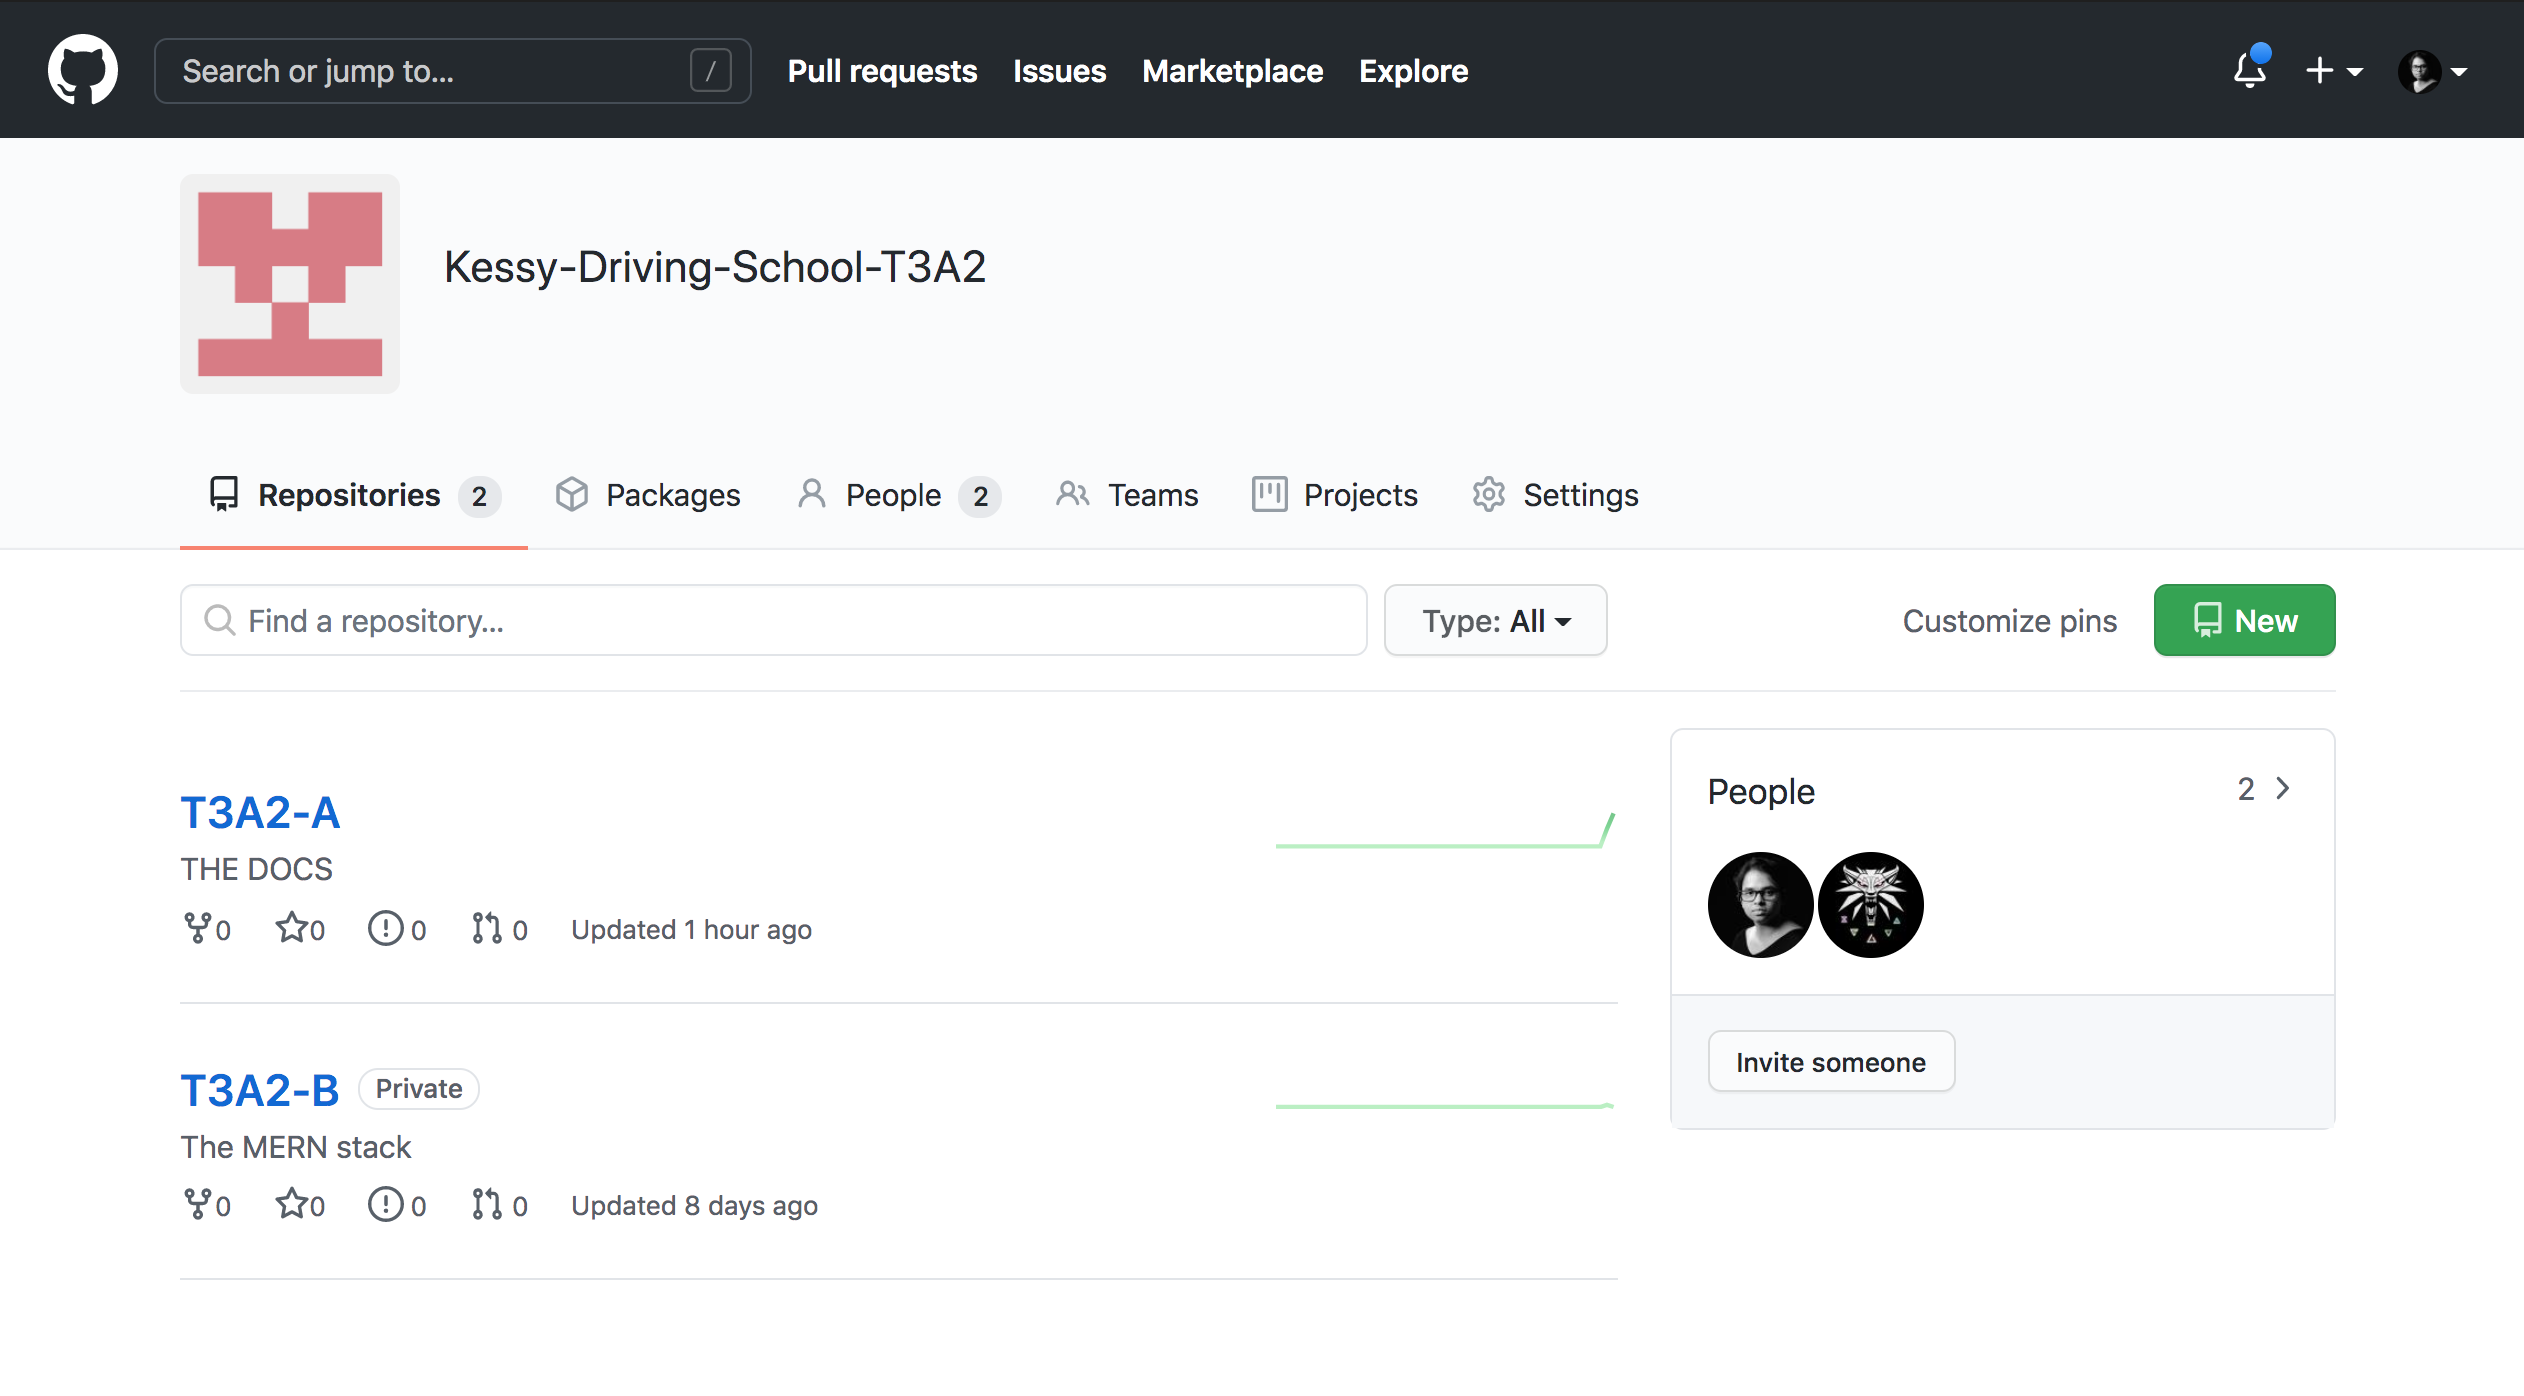 Search or jump to... /
Pull requests Issues Marketplace Explore
Kessy-Driving-School-T3A2
Repositories 2 Packages People 2 Teams Projects Settings
Find a repository... Type: All Customize pins New
T3A2-A
THE DOCS
0 0 0 0 Updated 1 hour ago
T3A2-B Private
The MERN stack
0 0 0 0 Updated 8 days ago
People 2
Invite someone